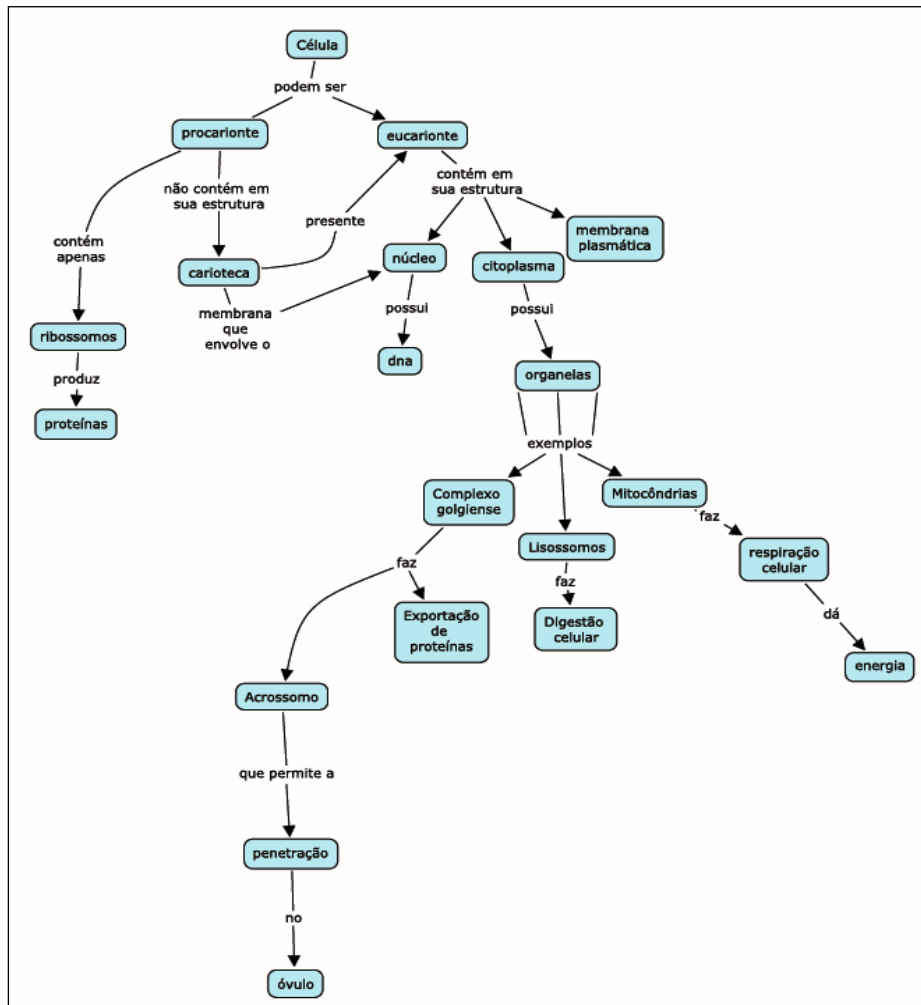 Célula
podem ser
procarionte
eucarionte
não contém em
sua estrutura
contém em
sua estrutura
presente
contém
apenas
carioteca
núcleo
citoplasma
membrana
plasmática
membrana
que
envolve o
possui
possui
ribossomos
dna
organelas
produz
proteínas
exemplos
Complexo
golgiense
Lisossomos
Mitocôndrias
faz
respiração
celular
faz
faz
Exportação
de
proteínas
Digestão
celular
dá
energia
Acrossomo
que permite a
penetração
no
óvulo